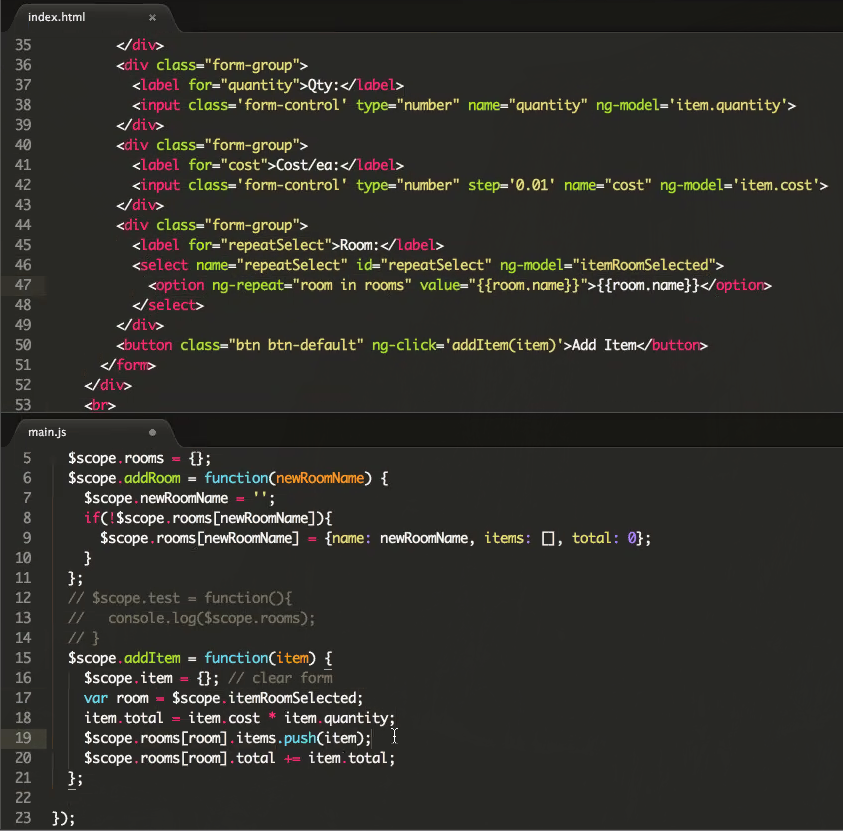 index.html ×
35 </div>
36 <div class="form-group">
37 <label for="quantity">Qty:</label>
38 <input class='form-control' type="number" name="quantity" ng-model='item.quantity'>
39 </div>
40 <div class="form-group">
41 <label for="cost">Cost/ea:</label>
42 <input class='form-control' type="number" step='0.01' name="cost" ng-model='item.cost'>
43 </div>
44 <div class="form-group">
45 <label for="repeatSelect">Room:</label>
46 <select name="repeatSelect" id="repeatSelect" ng-model="itemRoomSelected">
47 <option ng-repeat="room in rooms" value="{{room.name}}">{{room.name}}</option>
48 </select>
49 </div>
50 <button class="btn btn-default" ng-click='addItem(item)'>Add Item</button>
51 </form>
52 </div>
53 <br>
main.js
5 $scope.rooms = {};
6 $scope.addRoom = function(newRoomName) {
7 $scope.newRoomName = '';
8 if(!$scope.rooms[newRoomName]){
9 $scope.rooms[newRoomName] = {name: newRoomName, items: [], total: 0};
10 }
11 };
12 // $scope.test = function(){
13 // console.log($scope.rooms);
14 // }
15 $scope.addItem = function(item) {
16 $scope.item = {}; // clear form
17 var room = $scope.itemRoomSelected;
18 item.total = item.cost * item.quantity;
19 $scope.rooms[room].items.push(item);
20 $scope.rooms[room].total += item.total;
21 };
22
23 });